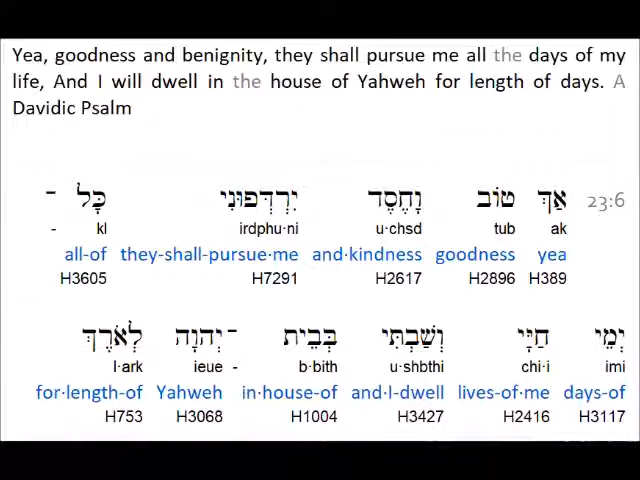 Yea, goodness and benignity, they shall pursue me all the days of my
life, And I will dwell in the house of Yahweh for length of days. A
Davidic Psalm
23:6 אַךְ טוֹב וָחֶסֶד יִרְדְּפוּנִי כָּל ־
ak tub u·chsd irdphu·ni kl -
yea goodness and·kindness they·shall·pursue·me all·of
H389 H2896 H2617 H7291 H3605
יְמֵי חַיָּי וְשַׁבְתִּי בְּבֵית ־ יְהוָה לְאֹרֶךְ
imi chi·i u·shbthi b·bith - ieue l·ark
days·of lives·of·me and·I·dwell in·house·of Yahweh for·length·of
H3117 H2416 H3427 H1004 H3068 H753